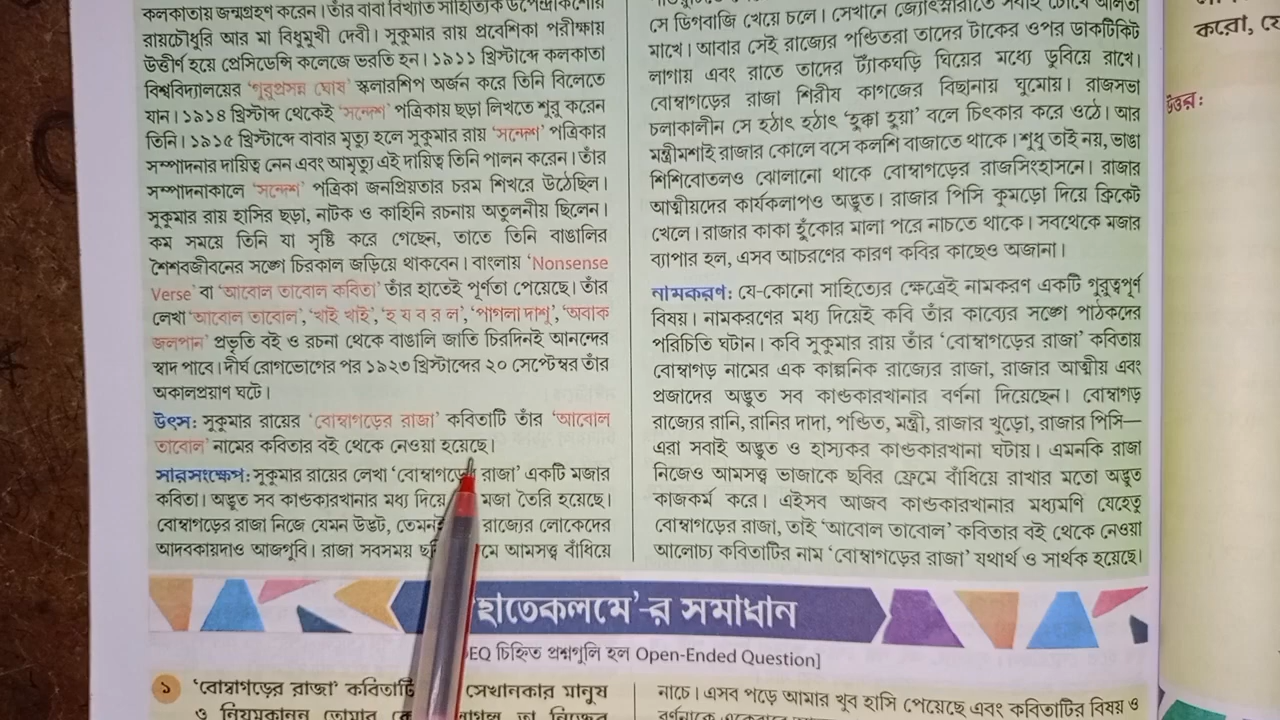 কলকাতায় জন্মগ্রহণ করেন। তাঁর বাবা বিখ্যাত সাহিত্যিক উপেন্দ্রকিশোর
রায়চৌধুরি আর মা বিধুমুখী দেবী। সুকুমার রায় প্রবেশিকা পরীক্ষায়
উত্তীর্ণ হয়ে প্রেসিডেন্সি কলেজে ভরতি হন। ১৯১১ খ্রিস্টাব্দে কলকাতা
বিশ্ববিদ্যালয়ের ‘গুরুপ্রসন্ন ঘোষ’ স্কলারশিপ অর্জন করে তিনি বিলেতে
যান। ১৯১৪ খ্রিস্টাব্দ থেকেই ‘সন্দেশ’ পত্রিকায় ছড়া লিখতে শুরু করেন
তিনি। ১৯১৫ খ্রিস্টাব্দে বাবার মৃত্যু হলে সুকুমার রায় ‘সন্দেশ’ পত্রিকার
সম্পাদনার দায়িত্ব নেন এবং আমৃত্যু এই দায়িত্ব তিনি পালন করেন। তাঁর
সম্পাদনাকালে ‘সন্দেশ’ পত্রিকা জনপ্রিয়তার চরম শিখরে উঠেছিল।
সুকুমার রায় হাসির ছড়া, নাটক ও কাহিনি রচনায় অতুলনীয় ছিলেন।
কম সময়ে তিনি যা সৃষ্টি করে গেছেন, তাতে তিনি বাঙালির
শৈশবজীবনের সঙ্গে চিরকাল জড়িয়ে থাকবেন। বাংলায় ‘Nonsense
Verse’ বা ‘আবোল তাবোল কবিতা’ তাঁর হাতেই পূর্ণতা পেয়েছে। তাঁর
লেখা ‘আবোল তাবোল’, ‘খাই খাই’, ‘হ য ব র ল’, ‘পাগলা দাশু’, ‘অবাক
জলপান’ প্রভৃতি বই ও রচনা থেকে বাঙালি জাতি চিরদিনই আনন্দের
স্বাদ পাবে। দীর্ঘ রোগভোগের পর ১৯২৩ খ্রিস্টাব্দের ২০ সেপ্টেম্বর তাঁর
অকালপ্রয়াণ ঘটে।
উৎস: সুকুমার রায়ের ‘বোম্বাগড়ের রাজা’ কবিতাটি তাঁর ‘আবোল
তাবোল’ নামের কবিতার বই থেকে নেওয়া হয়েছে।
সারসংক্ষেপ: সুকুমার রায়ের লেখা ‘বোম্বাগড়ের রাজা’ একটি মজার
কবিতা। অদ্ভুত সব কাণ্ডকারখানার মধ্য দিয়ে মজা তৈরি হয়েছে।
বোম্বাগড়ের রাজা নিজে যেমন উদ্ভট, তেমনই রাজ্যের লোকেদের
আদবকায়দাও আজগুবি। রাজা সবসময় আমসত্ত্ব বাঁধিয়ে
সে ডিগবাজি খেয়ে চলে। সেখানে জ্যোৎস্নারাতে সবাই চোখে আলতা
মাখে। আবার সেই রাজ্যের পণ্ডিতরা তাদের টাকের ওপর ডাকটিকিট
লাগায় এবং রাতে তাদের ট্যাঁকঘড়ি ঘিয়ের মধ্যে ডুবিয়ে রাখে।
বোম্বাগড়ের রাজা শিরীষ কাগজের বিছানায় ঘুমোয়। রাজসভা
চলাকালীন সে হঠাৎ হঠাৎ ‘হুক্কা হুয়া’ বলে চিৎকার করে ওঠে। আর
মন্ত্রীমশাই রাজার কোলে বসে কলশি বাজাতে থাকে। শুধু তাই নয়, ভাঙা
শিশিবোতলও ঝোলানো থাকে বোম্বাগড়ের রাজসিংহাসনে। রাজার
আত্মীয়দের কার্যকলাপও অদ্ভুত। রাজার পিসি কুমড়ো দিয়ে ক্রিকেট
খেলে। রাজার কাকা হুঁকোর মালা পরে নাচতে থাকে। সবথেকে মজার
ব্যাপার হল, এসব আচরণের কারণ কবির কাছেও অজানা।
নামকরণ: যে-কোনো সাহিত্যের ক্ষেত্রেই নামকরণ একটি গুরুত্বপূর্ণ
বিষয়। নামকরণের মধ্য দিয়েই কবি তাঁর কাব্যের সঙ্গে পাঠকদের
পরিচিতি ঘটান। কবি সুকুমার রায় তাঁর ‘বোম্বাগড়ের রাজা’ কবিতায়
বোম্বাগড় নামের এক কাল্পনিক রাজ্যের রাজা, রাজার আত্মীয় এবং
প্রজাদের অদ্ভুত সব কাণ্ডকারখানার বর্ণনা দিয়েছেন। বোম্বাগড়
রাজ্যের রানি, রানির দাদা, পণ্ডিত, মন্ত্রী, রাজার খুড়ো, রাজার পিসি—
এরা সবাই অদ্ভুত ও হাস্যকর কাণ্ডকারখানা ঘটায়। এমনকি রাজা
নিজেও আমসত্ত্ব ভাজাকে ছবির ফ্রেমে বাঁধিয়ে রাখার মতো অদ্ভুত
কাজকর্ম করে। এইসব আজব কাণ্ডকারখানার মধ্যমণি যেহেতু
বোম্বাগড়ের রাজা, তাই ‘আবোল তাবোল’ কবিতার বই থেকে নেওয়া
আলোচ্য কবিতাটির নাম ‘বোম্বাগড়ের রাজা’ যথার্থ ও সার্থক হয়েছে।
‘হাতেকলমে’-র সমাধান
EQ চিহ্নিত প্রশ্নগুলি হল Open-Ended Question]
১ ‘বোম্বাগড়ের রাজা’ কবিতাটি সেখানকার মানুষ
ও নিয়মকানুন তোমার
নাচে। এসব পড়ে আমার খুব হাসি পেয়েছে এবং কবিতাটির বিষয় ও
করো,
উত্তর: